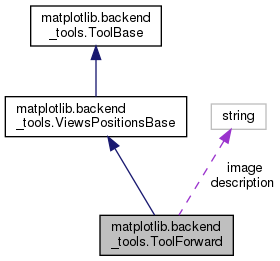 matplotlib.backend
_tools.ToolBase
matplotlib.backend
_tools.ViewsPositionsBase
string
image
description
matplotlib.backend
_tools.ToolForward